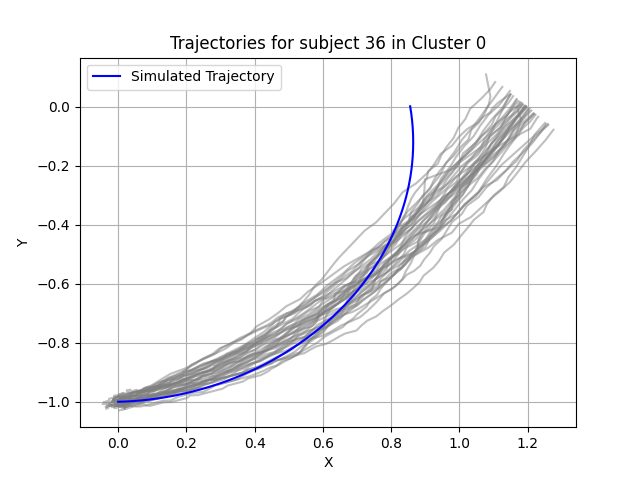 Trajectories for subject 36 in Cluster 0
Simulated Trajectory
0.0
−0.2
−0.4
−0.6
−0.8
−1.0
Y
0.0 0.2 0.4 0.6 0.8 1.0 1.2
X